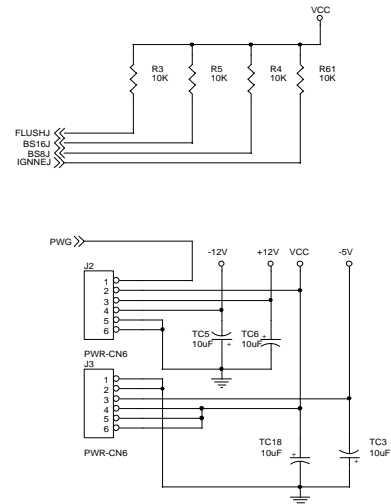 VCC
R3 R5 R4 R61
10K 10K 10K 10K
FLUSHJ
BS16J
BS8J
IGNNEJ
PWG
-12V +12V VCC -5V
J2
1
2
3
4
5
6
TC5 TC6
10uF 10uF
+ +
PWR-CN6
J3
1
2
3
4
5
6
PWR-CN6
TC18 TC3
10uF 10uF
+ +